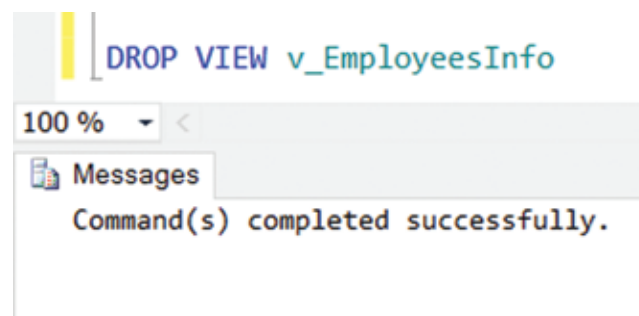 DROP VIEW v_EmployeesInfo
100 %
Messages
Command(s) completed successfully.